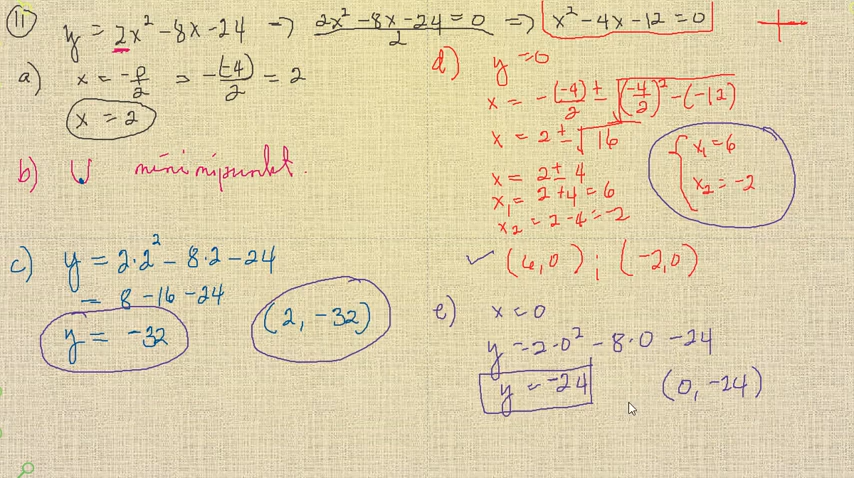 11) y = 2x² - 8x - 24 → (2x² - 8x - 24 = 0)/2 ⇒ x² - 4x - 12 = 0
a) x = -p/2 ⇒ -(-4)/2 = 2
x = 2
b) ∪ minimipunkt.
c) y = 2·2² - 8·2 - 24
= 8 - 16 - 24
y = -32
(2, -32)
d) y = 0
x = -(-4)/2 ± √((-4/2)² - (-12))
x = 2 ± √16
x = 2 ± 4
x₁ = 2 + 4 = 6
x₂ = 2 - 4 = -2
{ x₁ = 6
x₂ = -2
✓ (6, 0) ; (-2, 0)
e) x = 0
y = 2·0² - 8·0 - 24
y = -24
(0, -24)